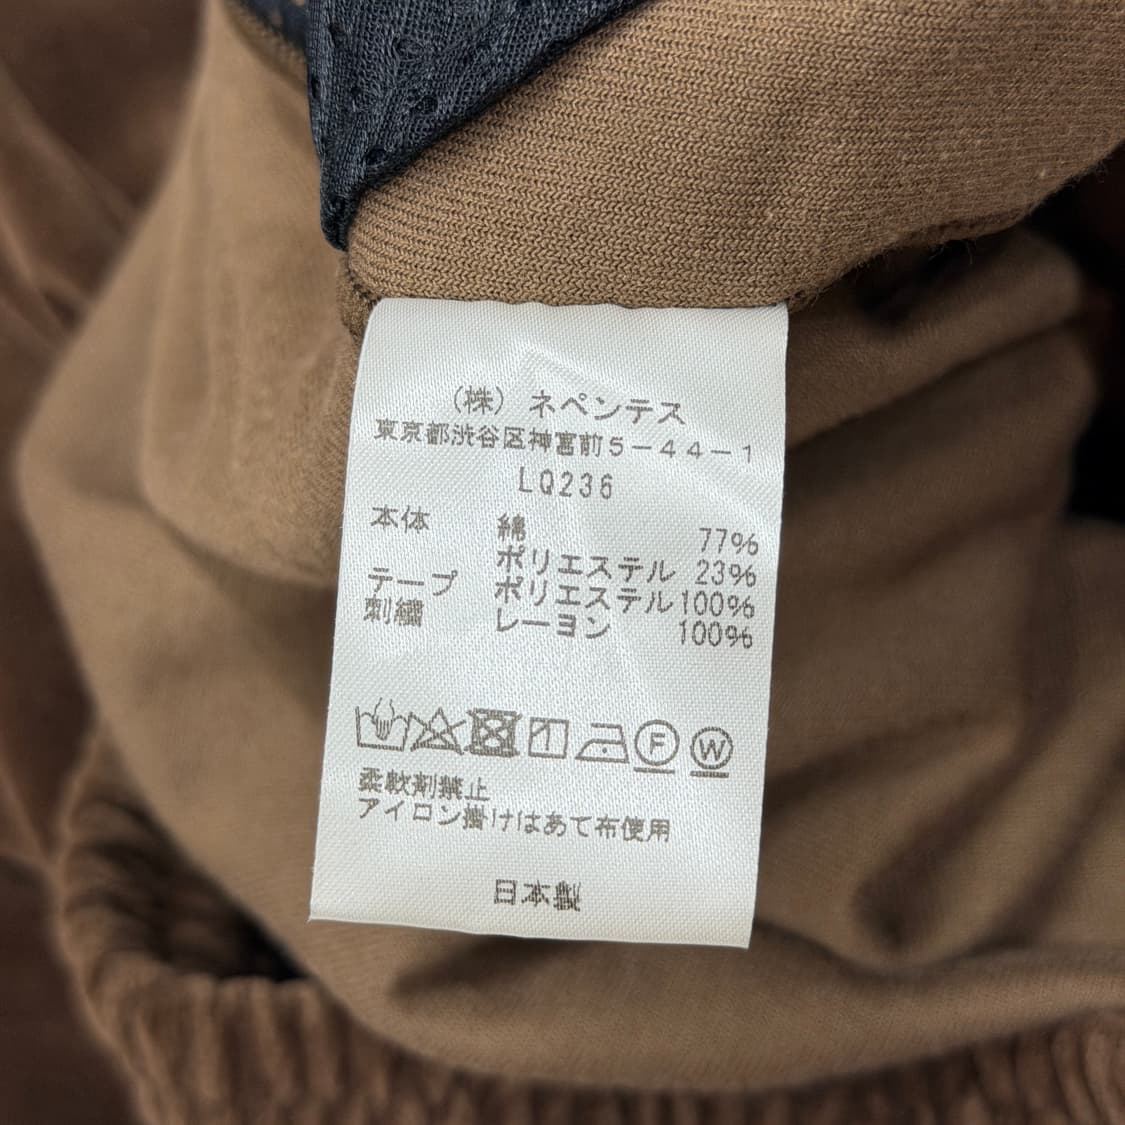 (株) ネペンテス
東京都渋谷区神宮前5-44-1
LQ236
本体 綿 77%
ポリエステル 23%
テープ ポリエステル100%
刺繍 レーヨン 100%
F W
柔軟剤禁止
アイロン掛けはあて布使用
日本製